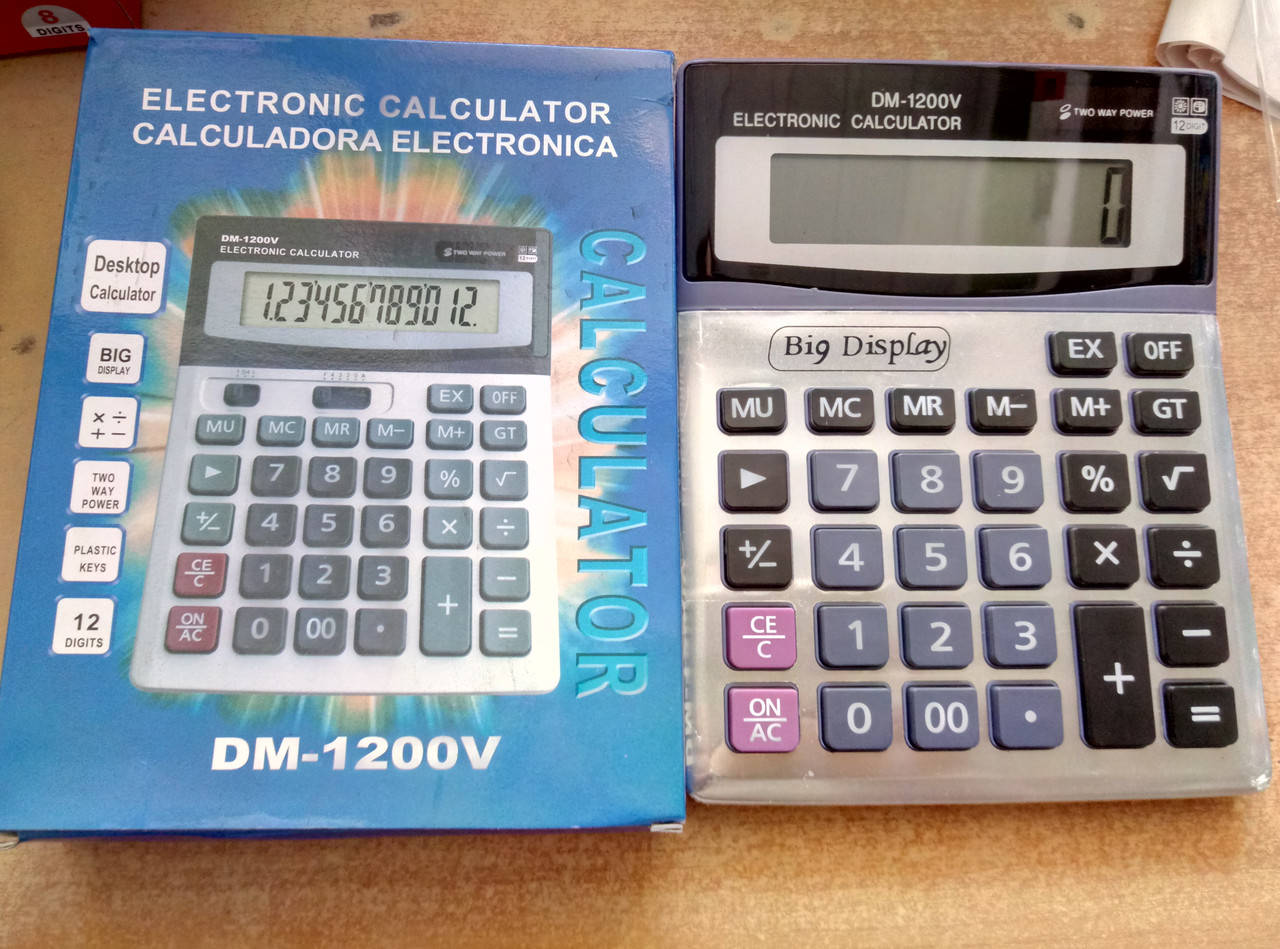 8
DIGITS
ELECTRONIC CALCULATOR
CALCULADORA ELECTRONICA
Desktop
Calculator
BIG
DISPLAY
× ÷
+ −
TWO
WAY
POWER
PLASTIC
KEYS
12
DIGITS
DM-1200V
ELECTRONIC CALCULATOR
TWO WAY POWER
123456789012.
EX OFF
MU MC MR M− M+ GT
▶ 7 8 9 % √
+/− 4 5 6 × ÷
CE/C 1 2 3 + −
ON/AC 0 00 · =
CALCULATOR
DM-1200V
DM-1200V
ELECTRONIC CALCULATOR
TWO WAY POWER
12 DIGIT
0
Big Display
EX OFF
MU MC MR M− M+ GT
▶ 7 8 9 % √
+/− 4 5 6 × ÷
CE/C 1 2 3 + −
ON/AC 0 00 · =